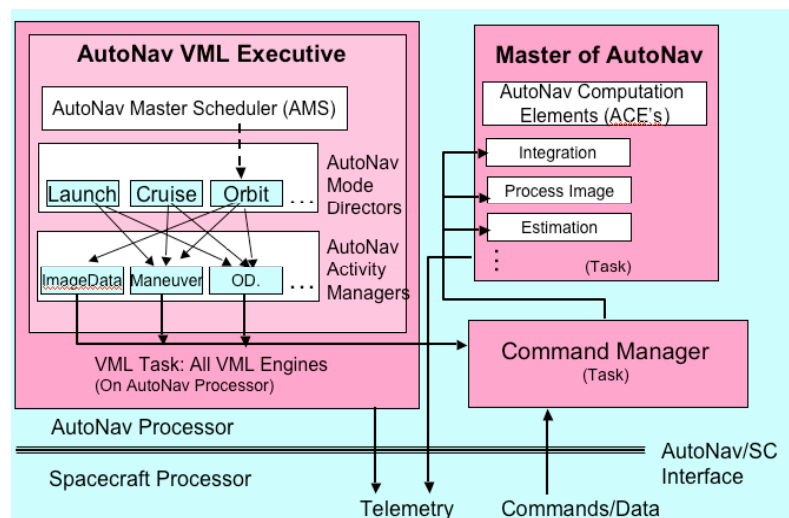 AutoNav VML Executive
AutoNav Master Scheduler (AMS)
Launch
Cruise
Orbit
...
AutoNav
Mode
Directors
ImageData
Maneuver
OD.
...
AutoNav
Activity
Managers
VML Task: All VML Engines
(On AutoNav Processor)
Master of AutoNav
AutoNav Computation
Elements (ACE's)
Integration
Process Image
Estimation
(Task)
Command Manager
(Task)
AutoNav Processor
Spacecraft Processor
AutoNav/SC
Interface
Telemetry
Commands/Data